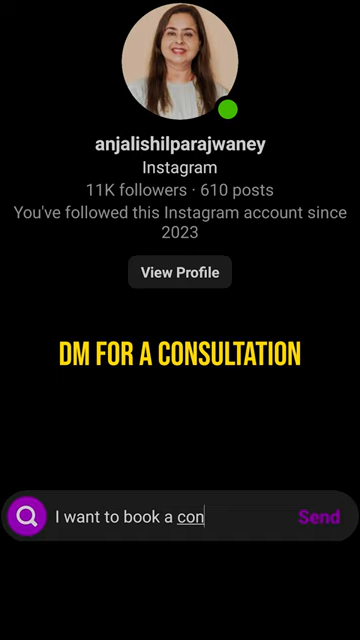 anjalishilparajwaney
Instagram
11K followers · 610 posts
You've followed this Instagram account since
2023
View Profile
DM FOR A CONSULTATION
I want to book a con
Send